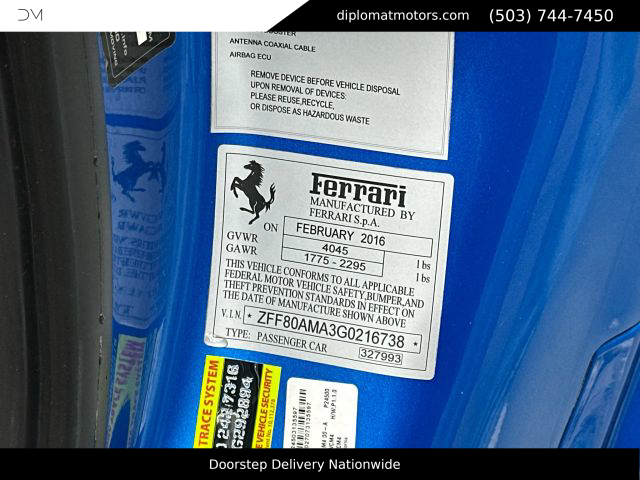 DM
diplomatmotors.com (503) 744-7450
ANTENNA COAXIAL CABLE
AIRBAG ECU
REMOVE DEVICE BEFORE VEHICLE DISPOSAL
UPON REMOVAL OF DEVICES:
PLEASE REUSE,RECYCLE,
OR DISPOSE AS HAZARDOUS WASTE
Ferrari
MANUFACTURED BY
FERRARI S.p.A.
ON FEBRUARY 2016
GVWR 4045 lbs
GAWR 1775 - 2295 lbs
THIS VEHICLE CONFORMS TO ALL APPLICABLE
FEDERAL MOTOR VEHICLE SAFETY,BUMPER,AND
THEFT PREVENTION STANDARDS IN EFFECT ON
THE DATE OF MANUFACTURE SHOWN ABOVE
V.I.N. * ZFF80AMA3G0216738 *
TYPE: PASSENGER CAR 327993
TRACE SYSTEM
EVEHICLE SECURITY
Doorstep Delivery Nationwide